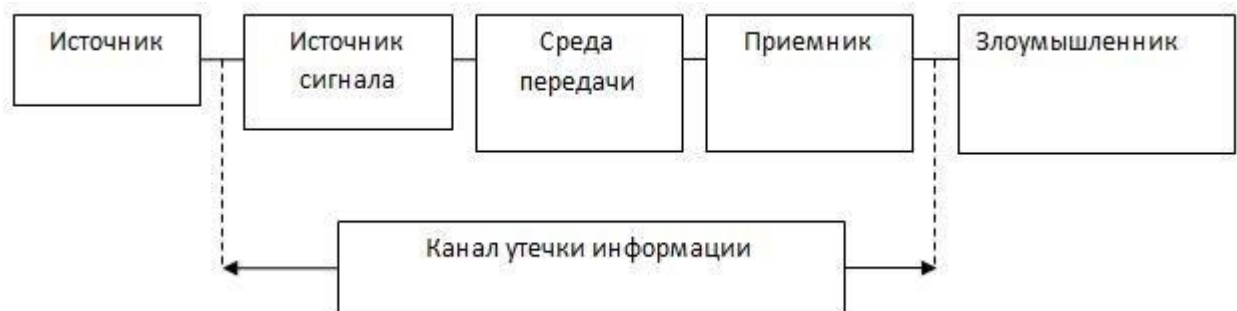 Источник
Источник
сигнала
Среда
передачи
Приемник
Злоумышленник
Канал утечки информации